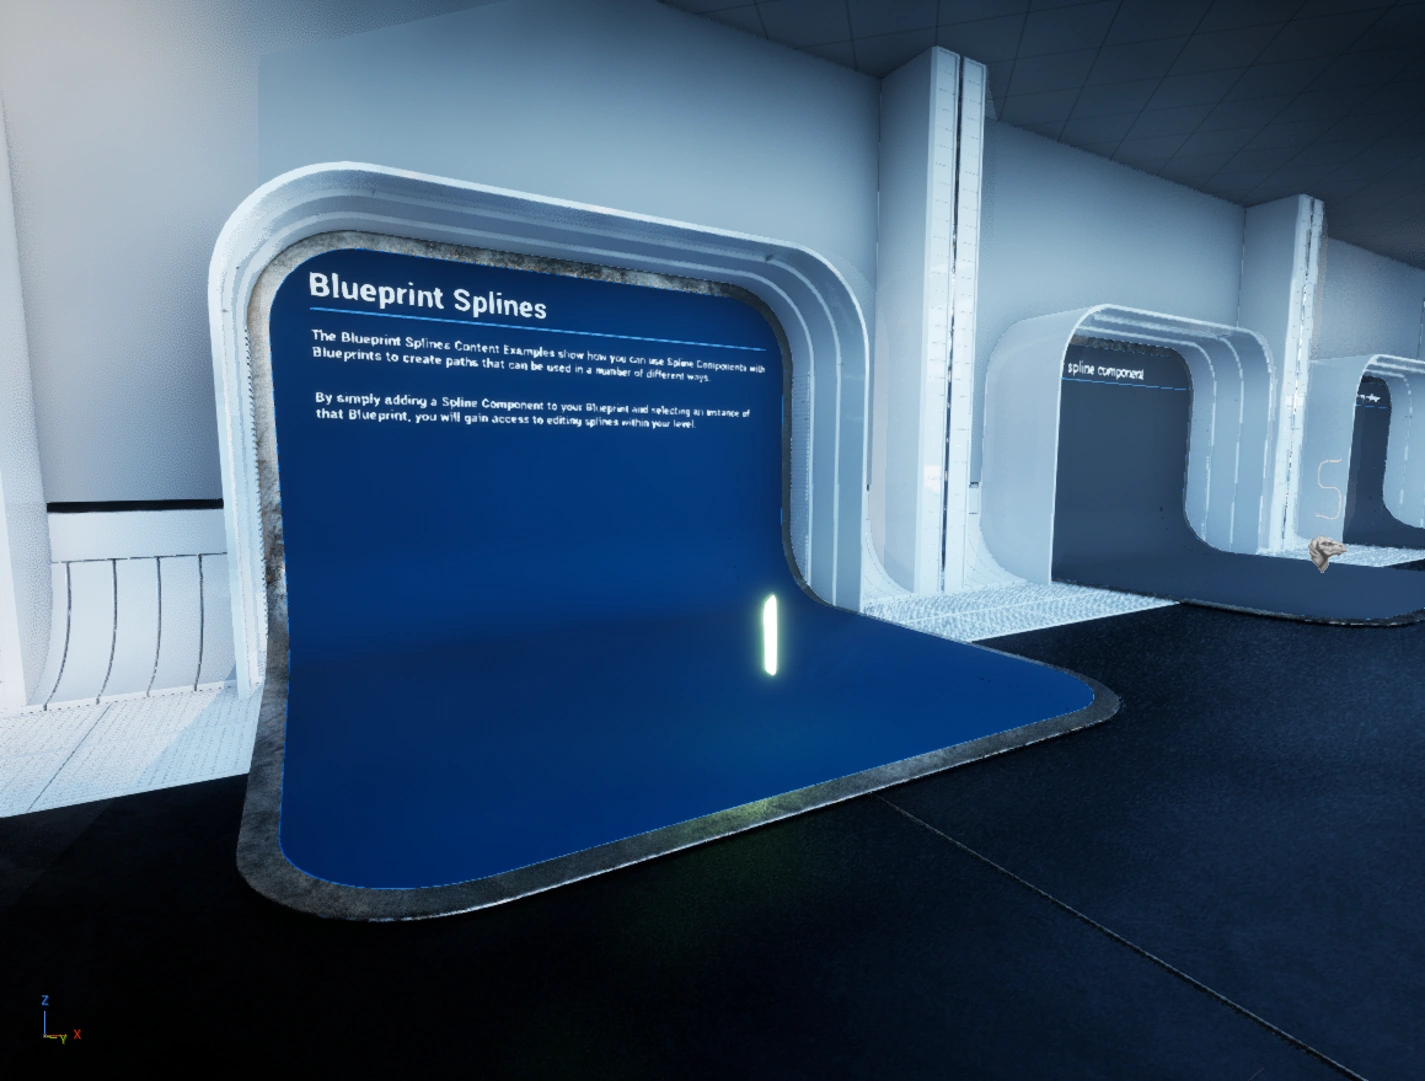 Blueprint Splines
The Blueprint Splines Content Examples show how you can use Spline Components with
Blueprints to create paths that can be used in a number of different ways.
By simply adding a Spline Component to your Blueprint and selecting an instance of
that Blueprint, you will gain access to editing splines within your level.
spline component
Z
X
Y